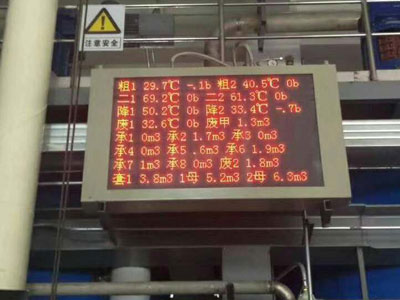 注意安全
粗1 29.7℃ -.1b 粗2 40.5℃ 0b
二1 69.2℃ 0b 二2 61.3℃ 0b
降1 50.2℃ 0b 降2 33.4℃ -.7b
废1 32.6℃ 0b 废甲 1.3m3
承1 0m3 承2 1.7m3 承3 0m3
承4 0m3 承5 .6m3 承6 1.9m3
承7 1m3 承8 0m3 废2 1.8m3
套1 3.8m3 1母 5.2m3 2母 6.3m3